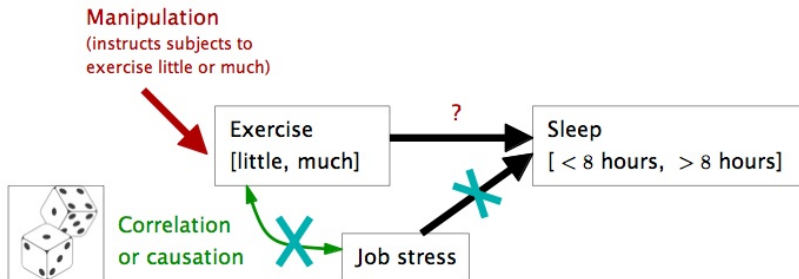 Manipulation
(instructs subjects to
exercise little or much)
?
Exercise
[little, much]
Sleep
[ < 8 hours, > 8 hours]
Correlation
or causation
Job stress